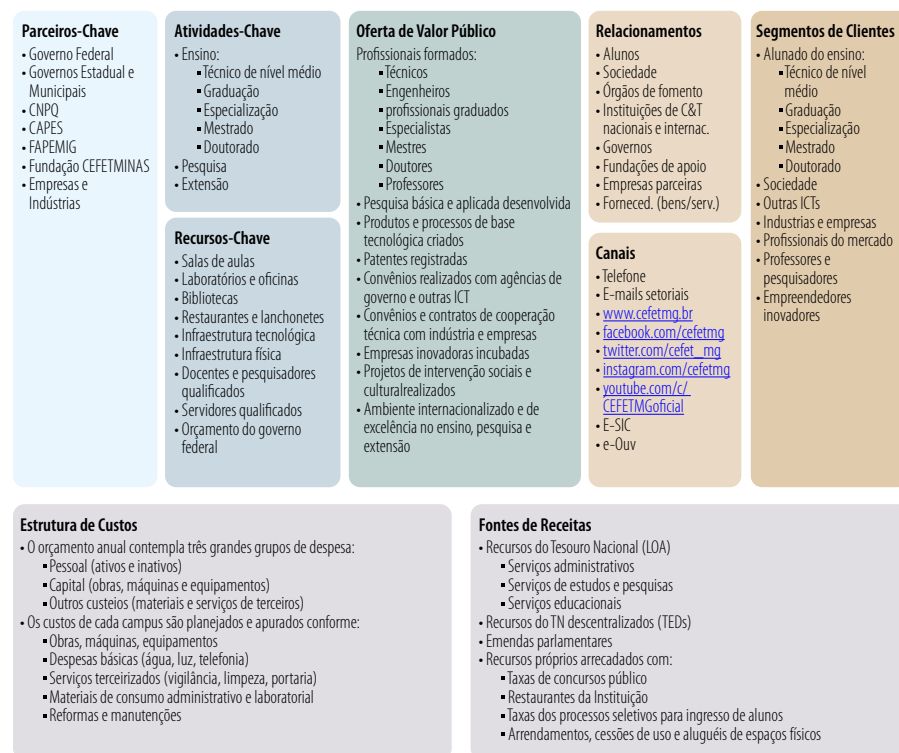 Parceiros-Chave
• Governo Federal
• Governos Estadual e
Municipais
• CNPQ
• CAPES
• FAPEMIG
• Fundação CEFETMINAS
• Empresas e
Indústrias
Atividades-Chave
• Ensino:
▪ Técnico de nível médio
▪ Graduação
▪ Especialização
▪ Mestrado
▪ Doutorado
• Pesquisa
• Extensão
Recursos-Chave
• Salas de aulas
• Laboratórios e oficinas
• Bibliotecas
• Restaurantes e lanchonetes
• Infraestrutura tecnológica
• Infraestrutura física
• Docentes e pesquisadores
qualificados
• Servidores qualificados
• Orçamento do governo
federal
Oferta de Valor Público
Profissionais formados:
▪ Técnicos
▪ Engenheiros
▪ profissionais graduados
▪ Especialistas
▪ Mestres
▪ Doutores
▪ Professores
• Pesquisa básica e aplicada desenvolvida
• Produtos e processos de base
tecnológica criados
• Patentes registradas
• Convênios realizados com agências de
governo e outras ICT
• Convênios e contratos de cooperação
técnica com indústria e empresas
• Empresas inovadoras incubadas
• Projetos de intervenção sociais e
culturalrealizados
• Ambiente internacionalizado e de
excelência no ensino, pesquisa e
extensão
Relacionamentos
• Alunos
• Sociedade
• Órgãos de fomento
• Instituições de C&T
nacionais e internac.
• Governos
• Fundações de apoio
• Empresas parceiras
• Forneced. (bens/serv.)
Canais
• Telefone
• E-mails setoriais
• www.cefetmg.br
• facebook.com/cefetmg
• twitter.com/cefet_mg
• instagram.com/cefetmg
• youtube.com/c/
CEFETMGoficial
• E-SIC
• e-Ouv
Segmentos de Clientes
• Alunado do ensino:
▪ Técnico de nível
médio
▪ Graduação
▪ Especialização
▪ Mestrado
▪ Doutorado
• Sociedade
• Outras ICTs
• Industrias e empresas
• Profissionais do mercado
• Professores e
pesquisadores
• Empreendedores
inovadores
Estrutura de Custos
• O orçamento anual contempla três grandes grupos de despesa:
▪ Pessoal (ativos e inativos)
▪ Capital (obras, máquinas e equipamentos)
▪ Outros custeios (materiais e serviços de terceiros)
• Os custos de cada campus são planejados e apurados conforme:
▪ Obras, máquinas, equipamentos
▪ Despesas básicas (água, luz, telefonia)
▪ Serviços terceirizados (vigilância, limpeza, portaria)
▪ Materiais de consumo administrativo e laboratorial
▪ Reformas e manutenções
Fontes de Receitas
• Recursos do Tesouro Nacional (LOA)
▪ Serviços administrativos
▪ Serviços de estudos e pesquisas
▪ Serviços educacionais
• Recursos do TN descentralizados (TEDs)
• Emendas parlamentares
• Recursos próprios arrecadados com:
▪ Taxas de concursos público
▪ Restaurantes da Instituição
▪ Taxas dos processos seletivos para ingresso de alunos
▪ Arrendamentos, cessões de uso e aluguéis de espaços físicos